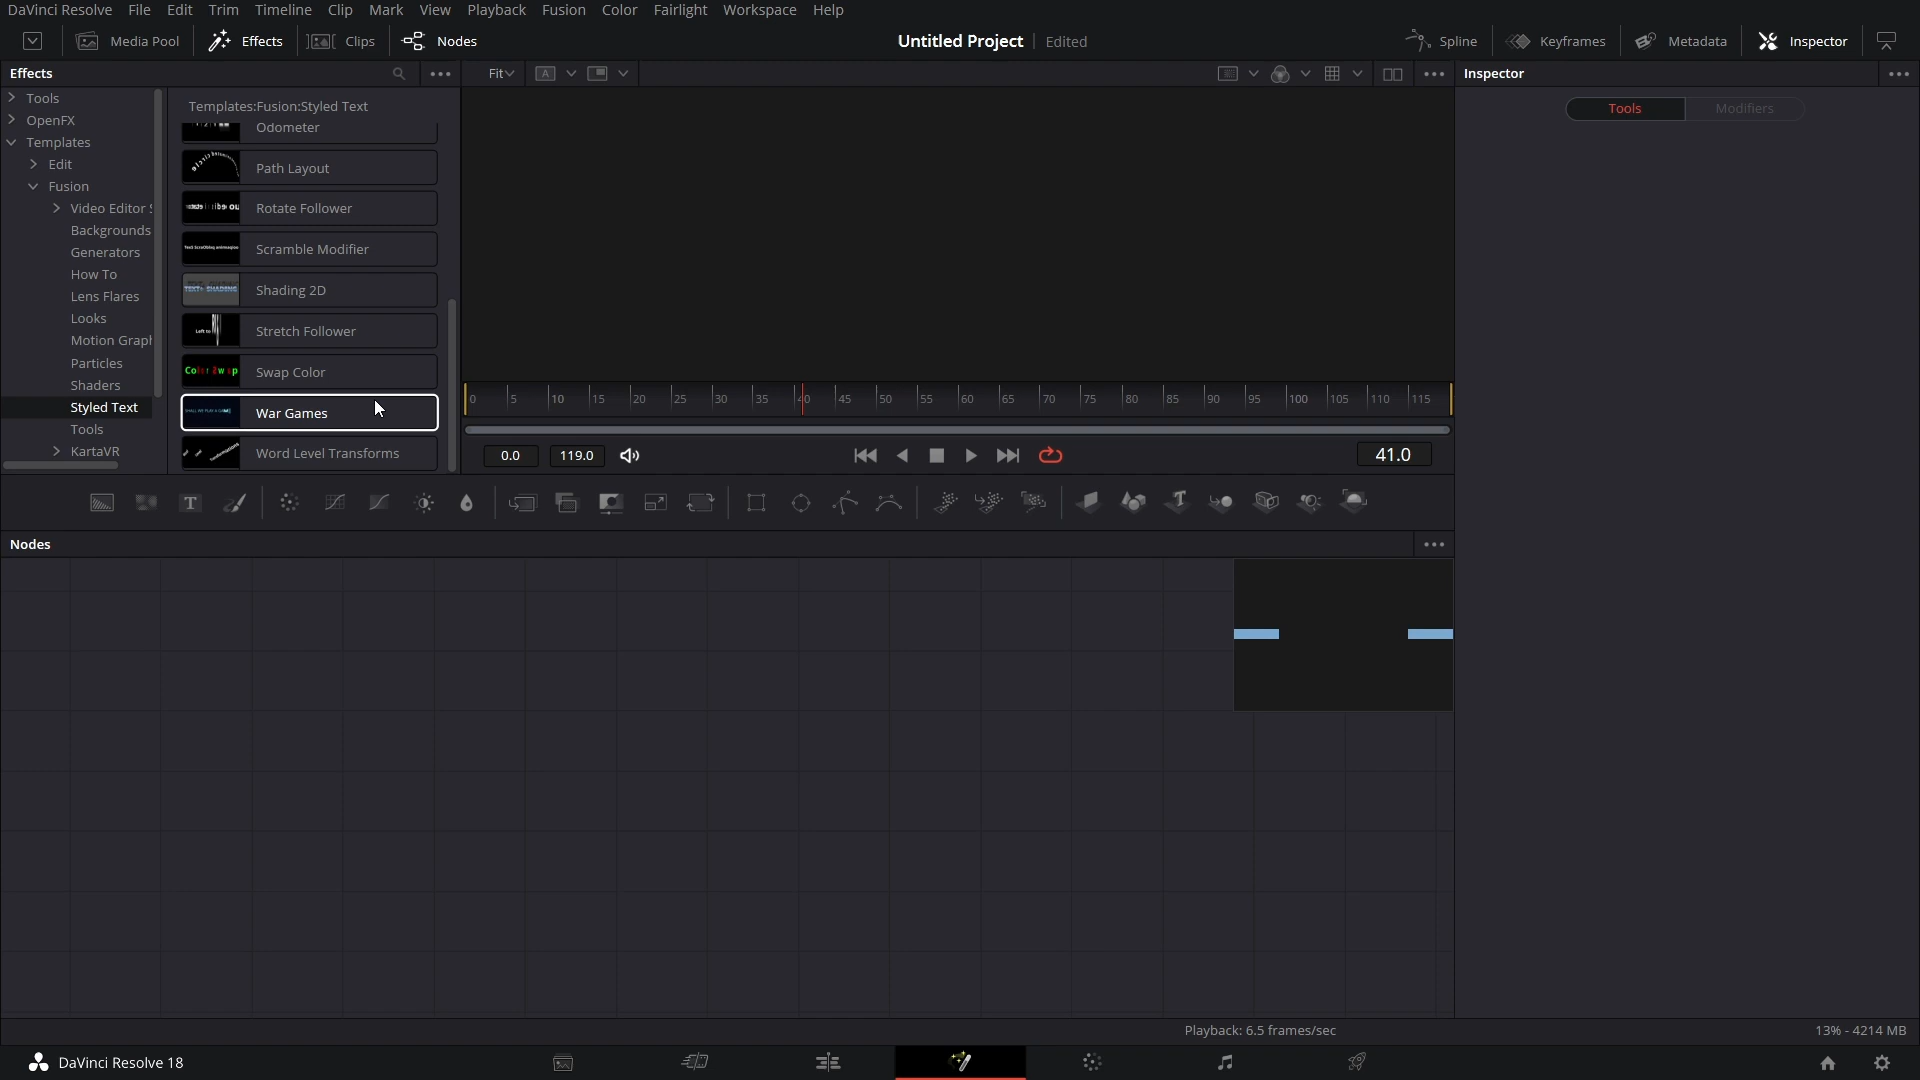 DaVinci Resolve File Edit Trim Timeline Clip Mark View Playback Fusion Color Fairlight Workspace Help
Media Pool Effects Clips Nodes Untitled Project Edited Spline Keyframes Metadata Inspector
Effects Fit A Inspector
Tools
OpenFX
Templates
Edit
Fusion
Video Editor
Backgrounds
Generators
How To
Lens Flares
Looks
Motion Graph
Particles
Shaders
Styled Text
Tools
KartaVR
Templates:Fusion:Styled Text
Odometer
Path Layout
Rotate Follower
Scramble Modifier
Shading 2D
Stretch Follower
Swap Color
War Games
Word Level Transforms
Tools Modifiers
0 5 10 15 20 25 30 35 40 45 50 55 60 65 70 75 80 85 90 95 100 105 110 115
0.0 119.0 41.0
T T
Nodes
Playback: 6.5 frames/sec 13% - 4214 MB
DaVinci Resolve 18